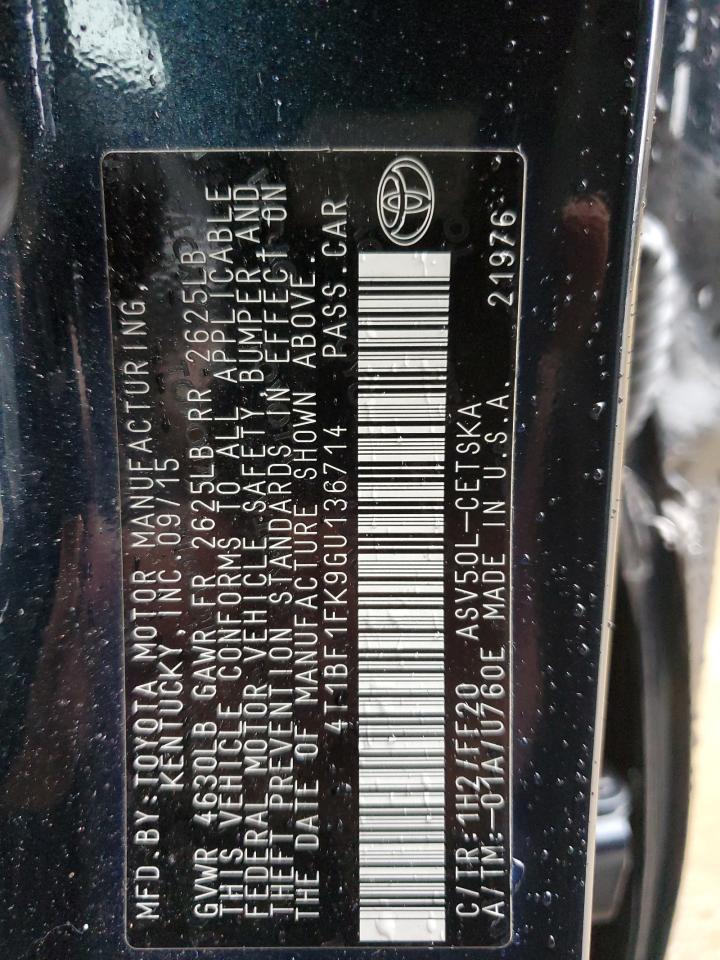 MFD.BY:TOYOTA MOTOR MANUFACTURING,
KENTUCKY,INC 09/15
GVWR 4630LB GAWR FR 2625LB RR 2625LB
THIS VEHICLE CONFORMS TO ALL APPLICABLE
FEDERAL MOTOR VEHICLE SAFETY,BUMPER AND
THEFT PREVENTION STANDARDS IN EFFECT ON
THE DATE OF MANUFACTURE SHOWN ABOVE.
4T1BF1FK9GU136714 PASS.CAR
C/TR:1H2/FE20 ASV50L-CETSKA
A/TM:-01A/U760E MADE IN U.S.A. 21976